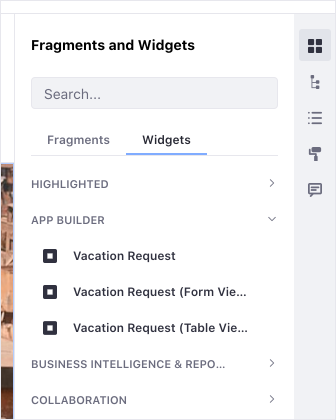 Fragments and Widgets
Search...
Fragments Widgets
HIGHLIGHTED
APP BUILDER
Vacation Request
Vacation Request (Form Vie...
Vacation Request (Table Vie...
BUSINESS INTELLIGENCE & REPO...
COLLABORATION